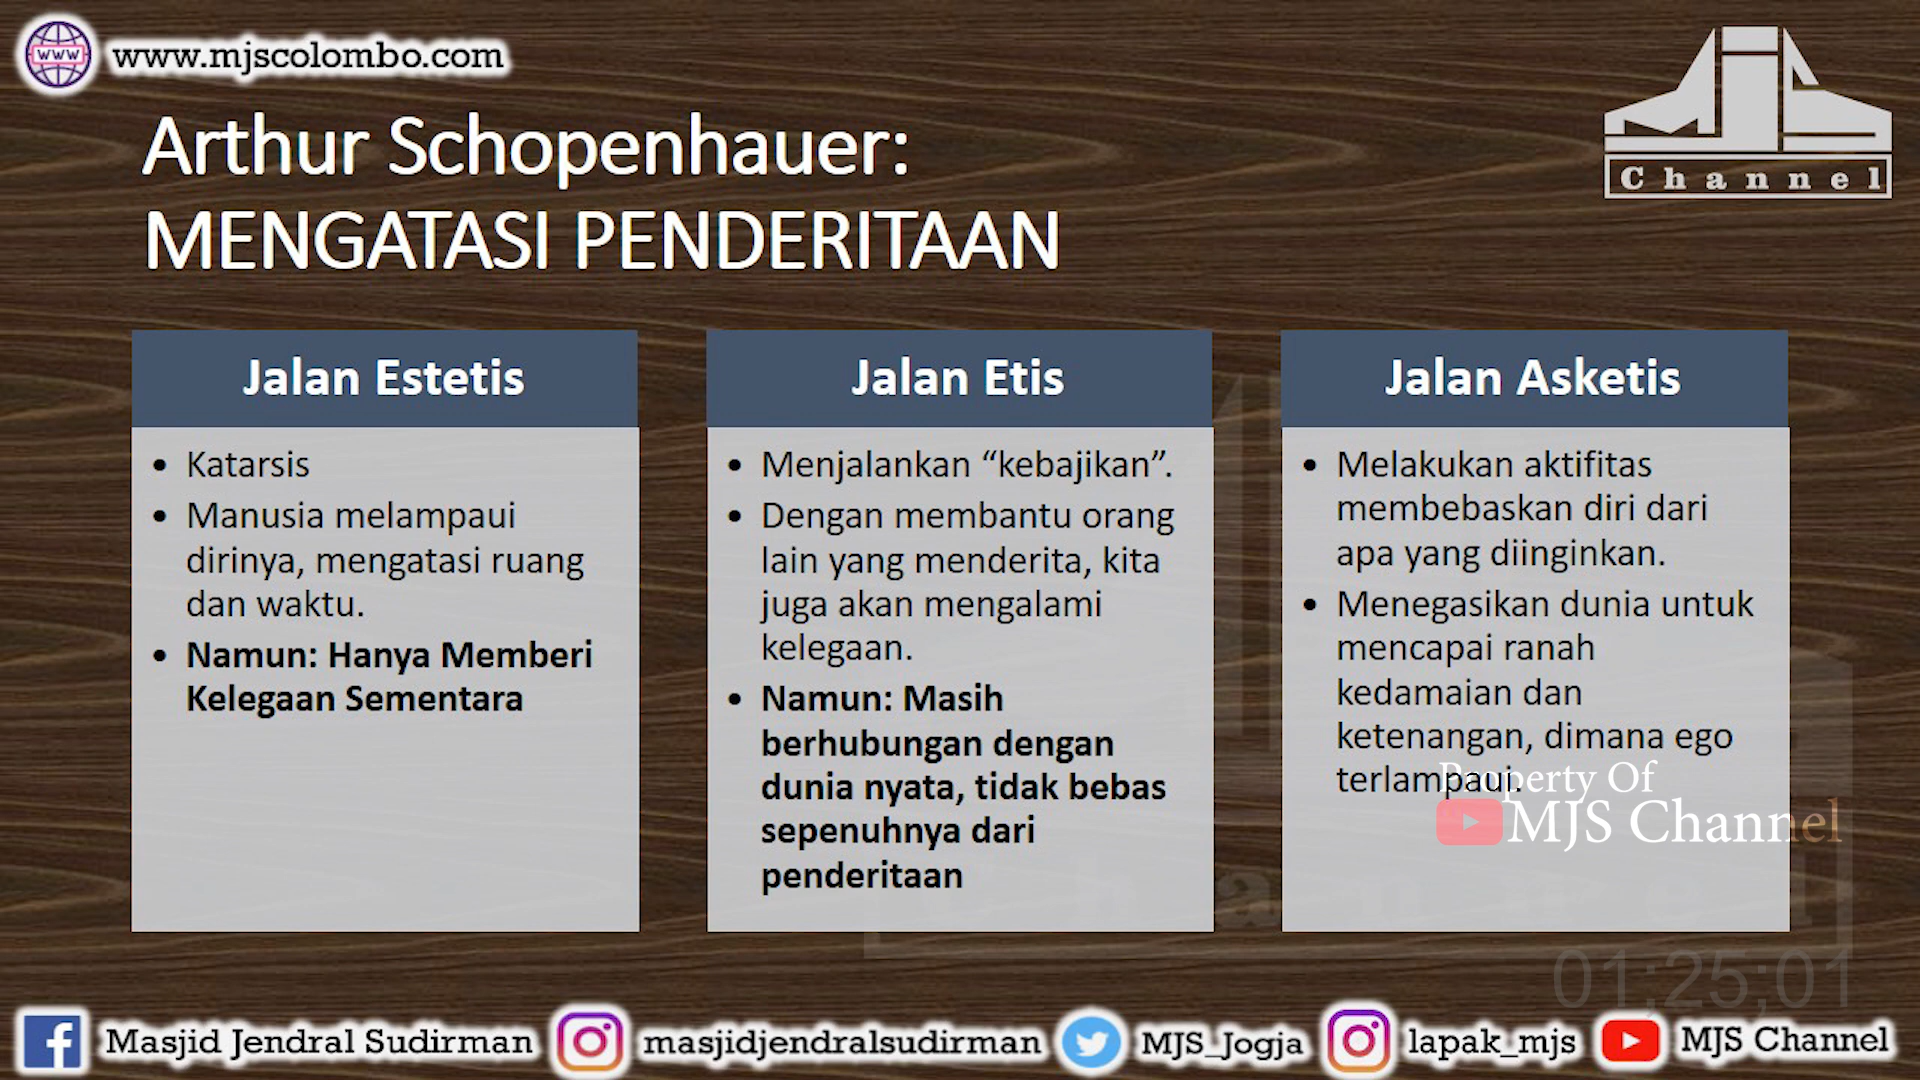 www.mjscolombo.com
MJS
Channel
Arthur Schopenhauer:
MENGATASI PENDERITAAN
Jalan Estetis
• Katarsis
• Manusia melampaui
dirinya, mengatasi ruang
dan waktu.
• Namun: Hanya Memberi
Kelegaan Sementara
Jalan Etis
• Menjalankan “kebajikan”.
• Dengan membantu orang
lain yang menderita, kita
juga akan mengalami
kelegaan.
• Namun: Masih
berhubungan dengan
dunia nyata, tidak bebas
sepenuhnya dari
penderitaan
Jalan Asketis
• Melakukan aktifitas
membebaskan diri dari
apa yang diinginkan.
• Menegasikan dunia untuk
mencapai ranah
kedamaian dan
ketenangan, dimana ego
terlampaui.
Property Of
MJS Channel
01;25;01
Masjid Jendral Sudirman
masjidjendralsudirman
MJS_Jogja
lapak_mjs
MJS Channel